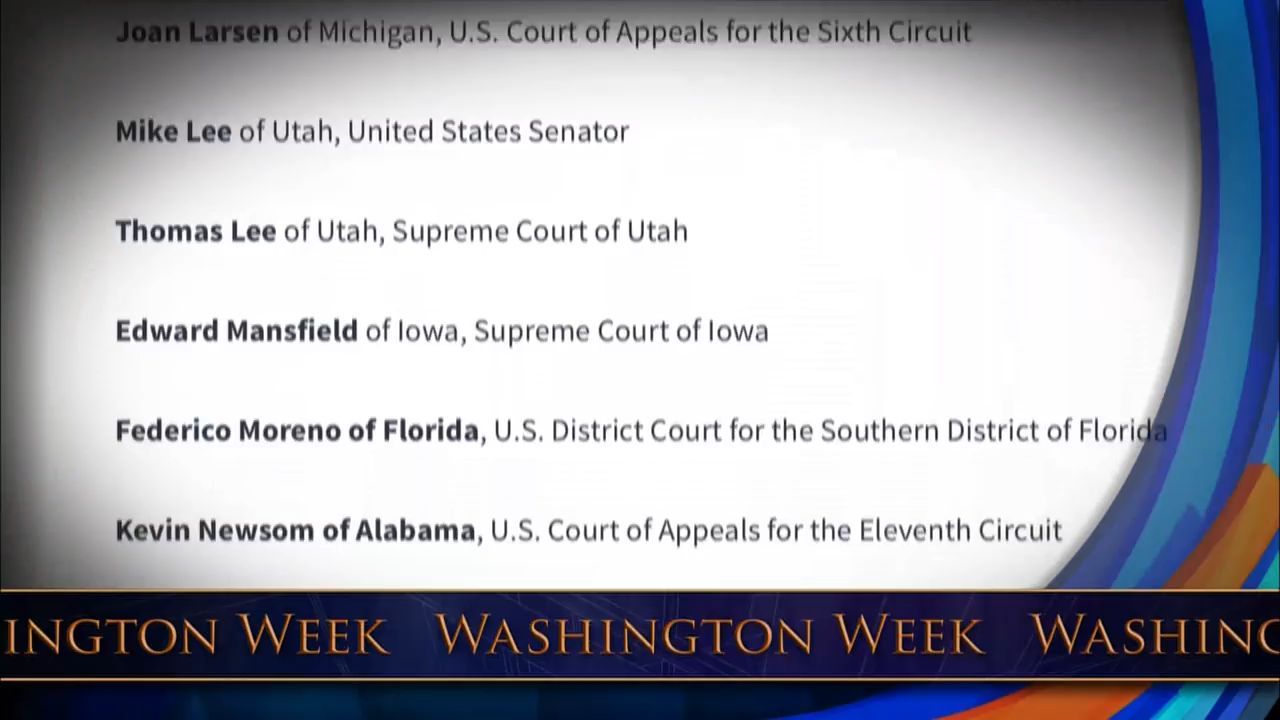 Joan Larsen of Michigan, U.S. Court of Appeals for the Sixth Circuit
Mike Lee of Utah, United States Senator
Thomas Lee of Utah, Supreme Court of Utah
Edward Mansfield of Iowa, Supreme Court of Iowa
Federico Moreno of Florida, U.S. District Court for the Southern District of Florida
Kevin Newsom of Alabama, U.S. Court of Appeals for the Eleventh Circuit
INGTON WEEK WASHINGTON WEEK WASHING